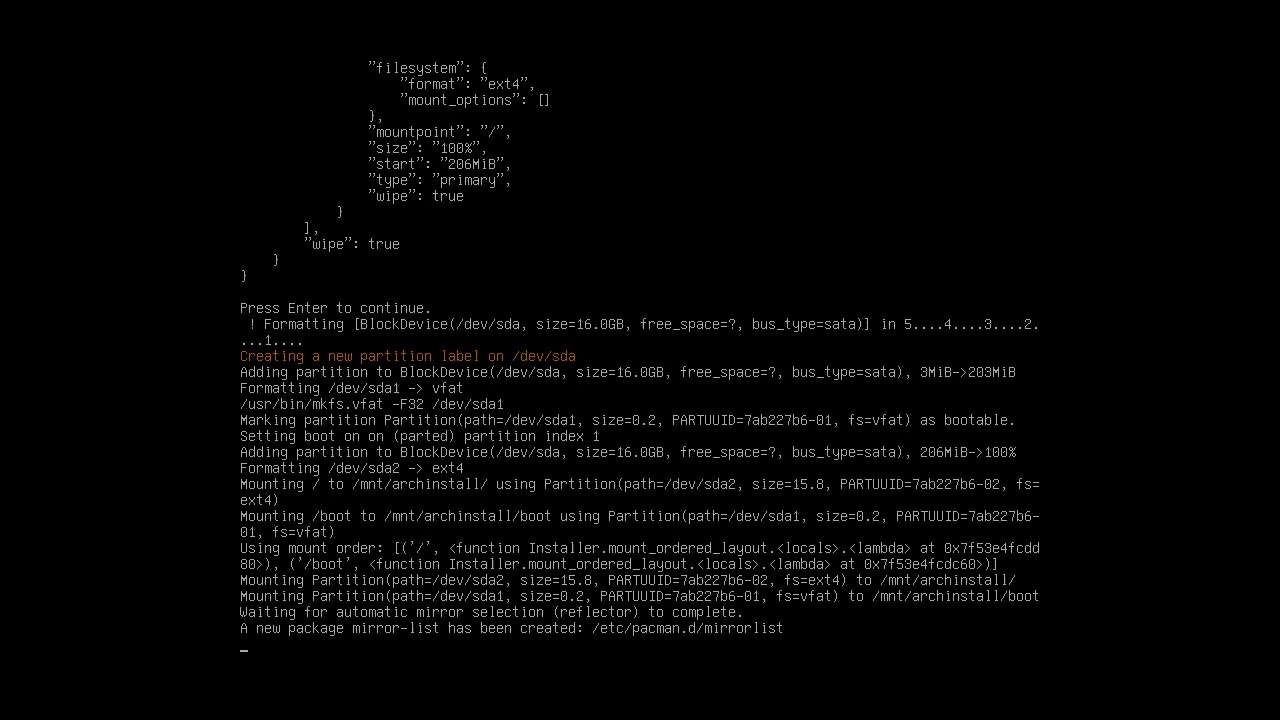 ”filesystem”: {
                    ”format”: ”ext4”,
                    ”mount_options”: []
                },
                ”mountpoint”: ”/”,
                ”size”: ”100%”,
                ”start”: ”206MiB”,
                ”type”: ”primary”,
                ”wipe”: true
            }
        ],
        ”wipe”: true
    }
}
Press Enter to continue.
 ! Formatting [BlockDevice(/dev/sda, size=16.0GB, free_space=?, bus_type=sata)] in 5....4....3....2.
...1....
Creating a new partition label on /dev/sda
Adding partition to BlockDevice(/dev/sda, size=16.0GB, free_space=?, bus_type=sata), 3MiB->203MiB
Formatting /dev/sda1 -> vfat
/usr/bin/mkfs.vfat -F32 /dev/sda1
Marking partition Partition(path=/dev/sda1, size=0.2, PARTUUID=7ab227b6-01, fs=vfat) as bootable.
Setting boot on on (parted) partition index 1
Adding partition to BlockDevice(/dev/sda, size=16.0GB, free_space=?, bus_type=sata), 206MiB->100%
Formatting /dev/sda2 -> ext4
Mounting / to /mnt/archinstall/ using Partition(path=/dev/sda2, size=15.8, PARTUUID=7ab227b6-02, fs=
ext4)
Mounting /boot to /mnt/archinstall/boot using Partition(path=/dev/sda1, size=0.2, PARTUUID=7ab227b6-
01, fs=vfat)
Using mount order: [('/', <function Installer.mount_ordered_layout.<locals>.<lambda> at 0x7f53e4fcdd
80>), ('/boot', <function Installer.mount_ordered_layout.<locals>.<lambda> at 0x7f53e4fcdc60>)]
Mounting Partition(path=/dev/sda2, size=15.8, PARTUUID=7ab227b6-02, fs=ext4) to /mnt/archinstall/
Mounting Partition(path=/dev/sda1, size=0.2, PARTUUID=7ab227b6-01, fs=vfat) to /mnt/archinstall/boot
Waiting for automatic mirror selection (reflector) to complete.
A new package mirror-list has been created: /etc/pacman.d/mirrorlist